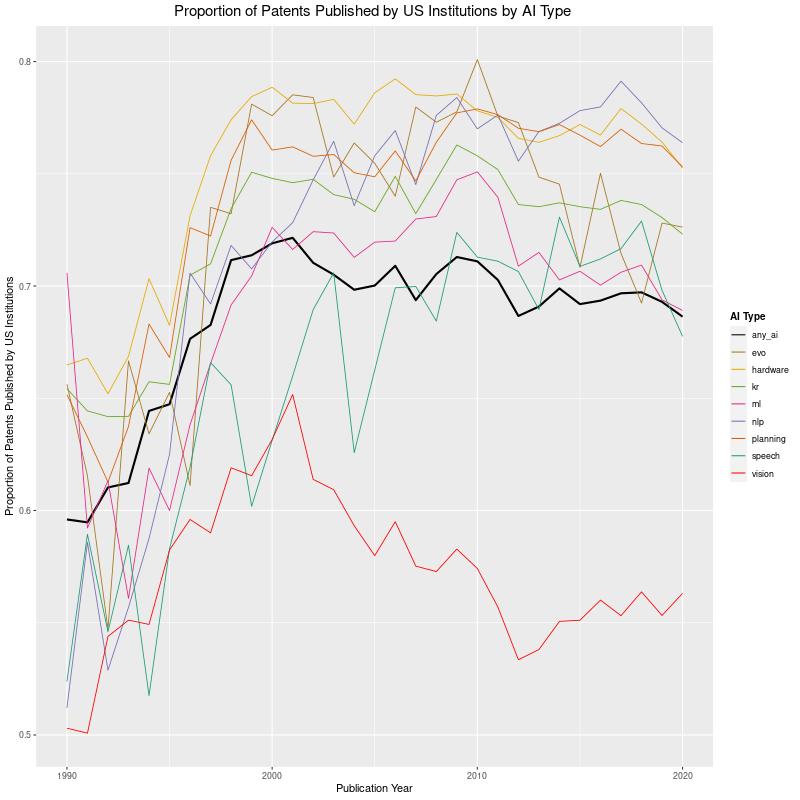 Proportion of Patents Published by US Institutions by AI Type
Proportion of Patents Published by US Institutions
0.8
0.7
0.6
0.5
1990
2000
2010
2020
Publication Year
AI Type
any_ai
evo
hardware
kr
ml
nlp
planning
speech
vision